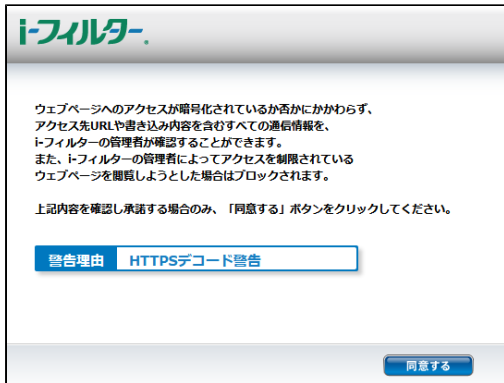 i-フィルター.
ウェブページへのアクセスが暗号化されているか否かにかかわらず、
アクセス先URLや書き込み内容を含むすべての通信情報を、
i-フィルターの管理者が確認することができます。
また、i-フィルターの管理者によってアクセスを制限されている
ウェブページを閲覧しようとした場合はブロックされます。
上記内容を確認し承諾する場合のみ、「同意する」ボタンをクリックしてください。
警告理由 HTTPSデコード警告
同意する